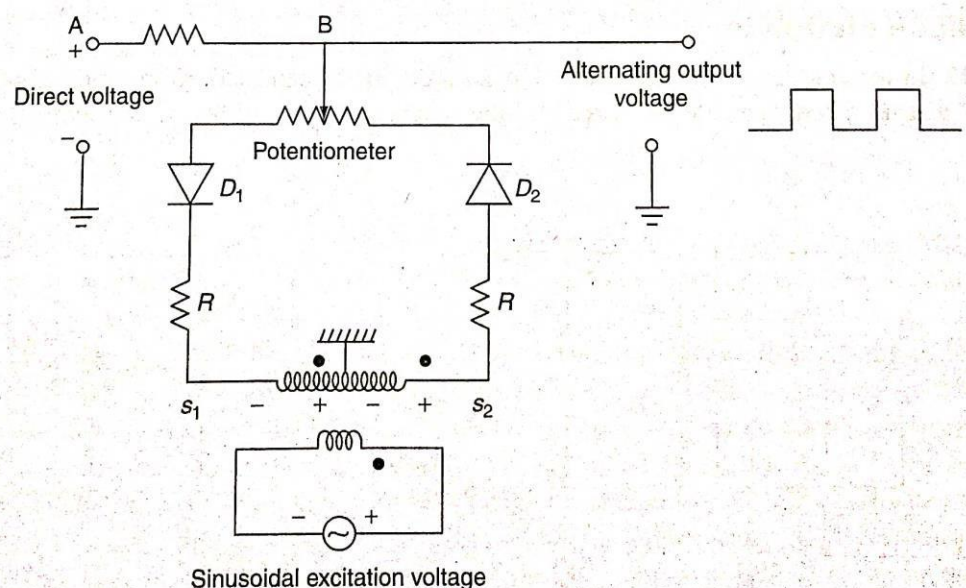 A
B
+
Direct voltage
Alternating output
voltage
−
Potentiometer
D1
D2
R
R
s1
−
+
−
+
s2
−
+
~
Sinusoidal excitation voltage